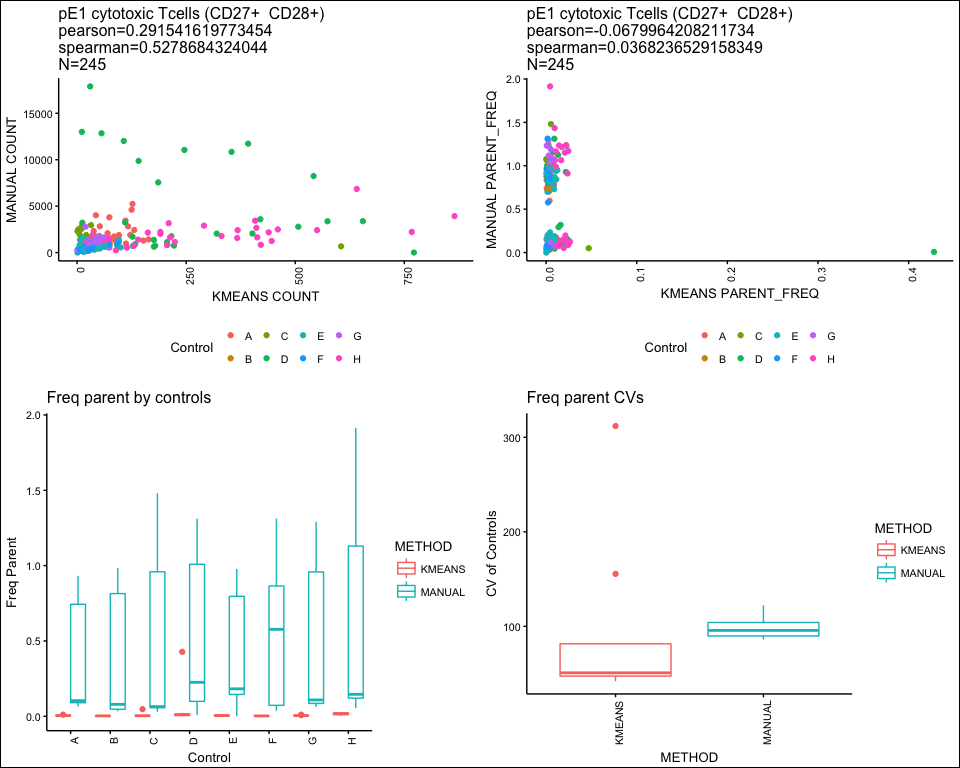 pE1 cytotoxic Tcells (CD27+  CD28+)
pearson=0.291541619773454
spearman=0.5278684324044
N=245
15000
10000
5000
0
MANUAL COUNT
0
250
500
750
KMEANS COUNT
Control
A
C
E
G
B
D
F
H
pE1 cytotoxic Tcells (CD27+  CD28+)
pearson=-0.0679964208211734
spearman=0.0368236529158349
N=245
2.0
1.5
1.0
0.5
0.0
MANUAL PARENT_FREQ
0.0
0.1
0.2
0.3
0.4
KMEANS PARENT_FREQ
Control
A
C
E
G
B
D
F
H
Freq parent by controls
2.0
1.5
1.0
0.5
0.0
Freq Parent
A
B
C
D
E
F
G
H
Control
METHOD
KMEANS
MANUAL
Freq parent CVs
300
200
100
CV of Controls
KMEANS
MANUAL
METHOD
METHOD
KMEANS
MANUAL